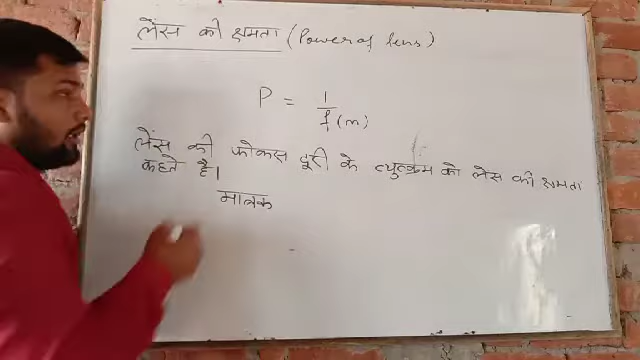 लेंस की क्षमता (Power of lens)
P = 1/f(m)
लेंस की फोकस दूरी के व्युत्क्रम को लेंस की क्षमता
कहते है।
मात्रक